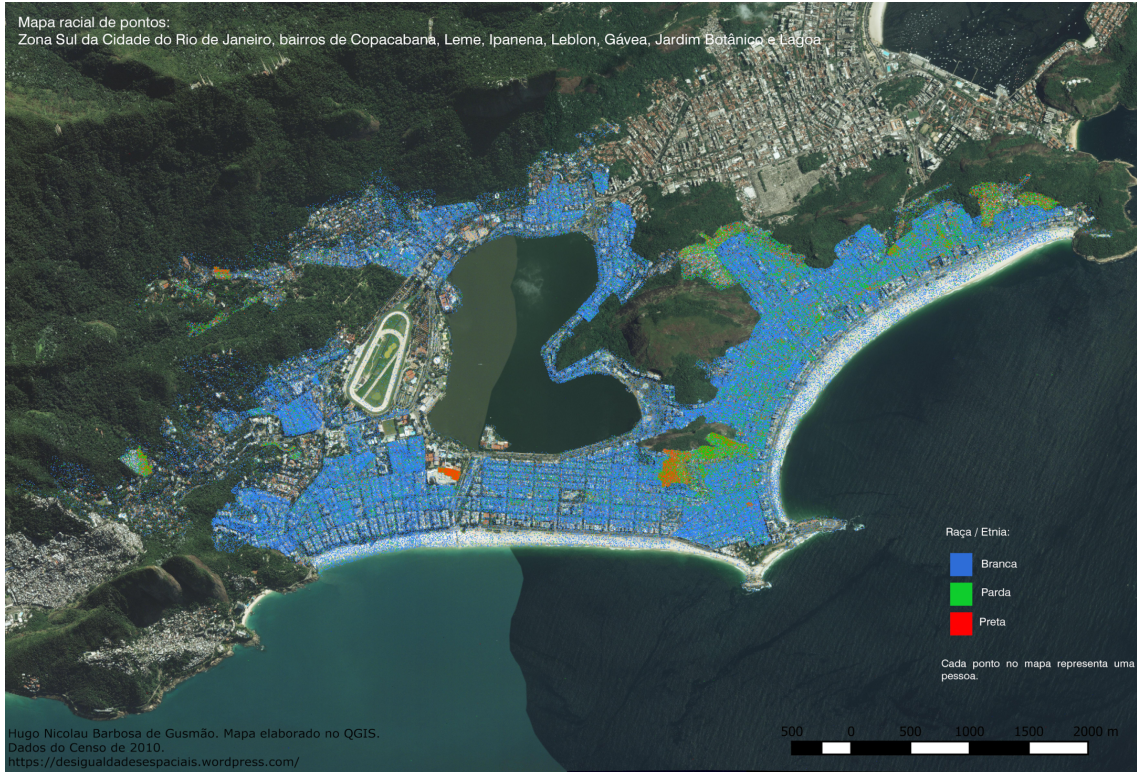 Mapa racial de pontos:
Zona Sul da Cidade do Rio de Janeiro, bairros de Copacabana, Leme, Ipanena, Leblon, Gávea, Jardim Botânico e Lagoa
Raça / Etnia:
Branca
Parda
Preta
Cada ponto no mapa representa uma
pessoa.
Hugo Nicolau Barbosa de Gusmão. Mapa elaborado no QGIS.
Dados do Censo de 2010.
https://desigualdadesespaciais.wordpress.com/
500 0 500 1000 1500 2000 m